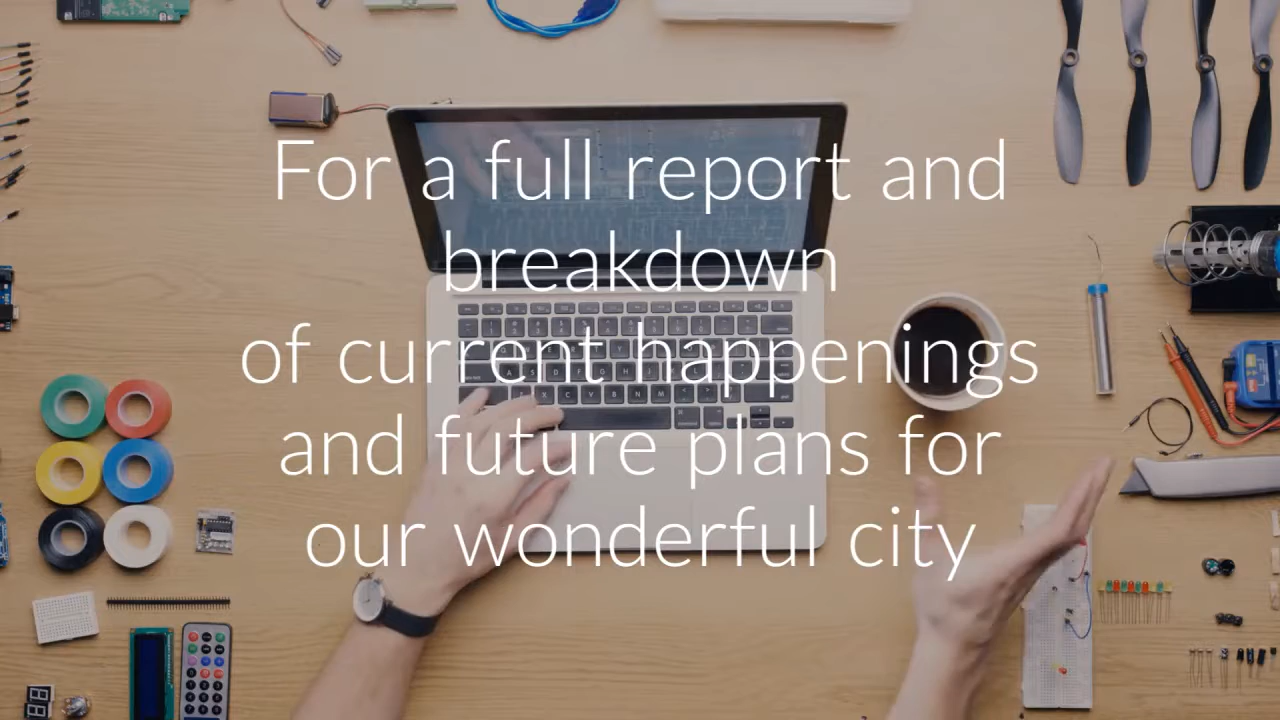 For a full report and
breakdown
of current happenings
and future plans for
our wonderful city